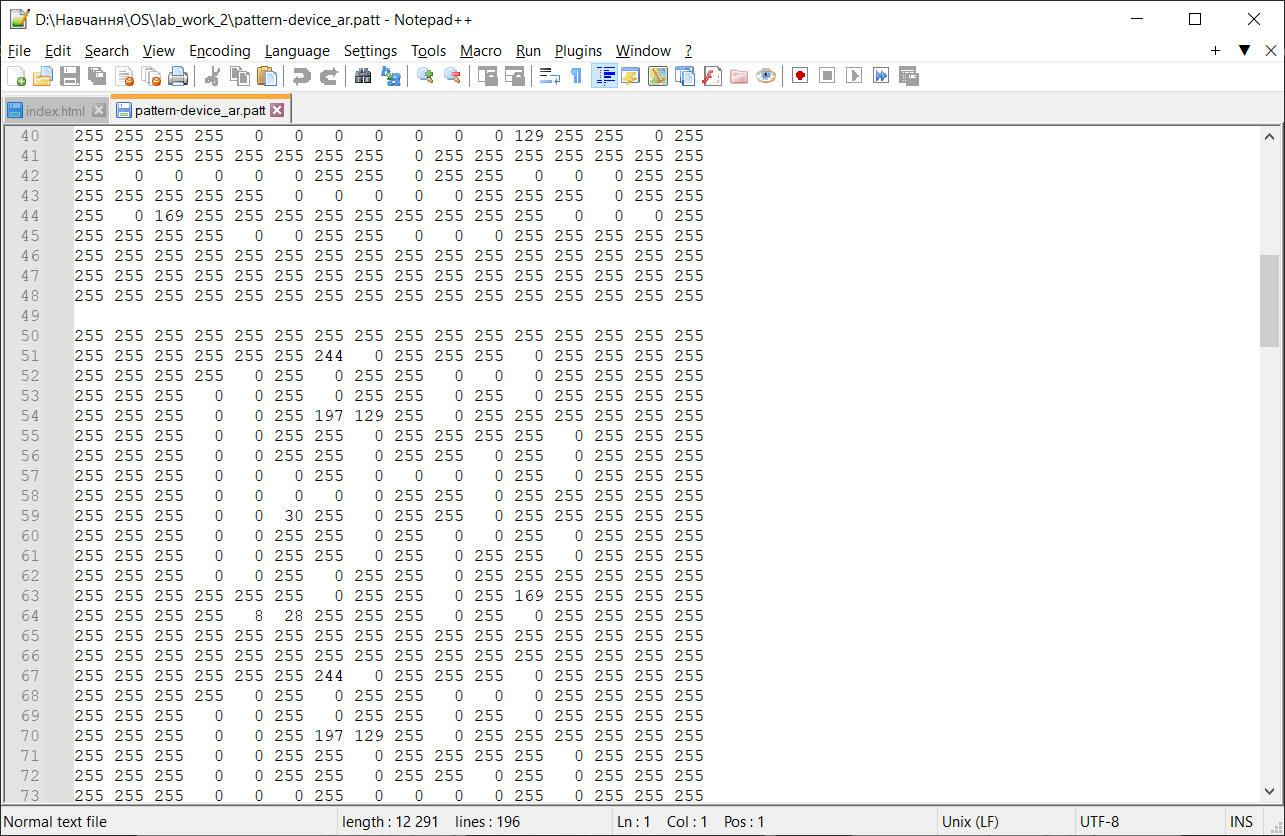 D:\Навчання\OS\lab_work_2\pattern-device_ar.patt - Notepad++
File Edit Search View Encoding Language Settings Tools Macro Run Plugins Window ?
index.html pattern-device_ar.patt
40 255 255 255 255 0 0 0 0 0 0 0 129 255 255 0 255
41 255 255 255 255 255 255 255 255 0 255 255 255 255 255 255 255
42 255 0 0 0 0 0 255 255 0 255 255 0 0 0 255 255
43 255 255 255 255 255 0 0 0 0 0 255 255 255 0 255 255
44 255 0 169 255 255 255 255 255 255 255 255 255 0 0 0 255
45 255 255 255 255 0 0 255 255 0 0 0 255 255 255 255 255
46 255 255 255 255 255 255 255 255 255 255 255 255 255 255 255 255
47 255 255 255 255 255 255 255 255 255 255 255 255 255 255 255 255
48 255 255 255 255 255 255 255 255 255 255 255 255 255 255 255 255
49
50 255 255 255 255 255 255 255 255 255 255 255 255 255 255 255 255
51 255 255 255 255 255 255 244 0 255 255 255 0 255 255 255 255
52 255 255 255 255 0 255 0 255 255 0 0 0 255 255 255 255
53 255 255 255 0 0 255 0 255 255 0 255 0 255 255 255 255
54 255 255 255 0 0 255 197 129 255 0 255 255 255 255 255 255
55 255 255 255 0 0 255 255 0 255 255 255 255 0 255 255 255
56 255 255 255 0 0 255 255 0 255 255 0 255 0 255 255 255
57 255 255 255 0 0 0 255 0 0 0 0 255 0 255 255 255
58 255 255 255 0 0 0 0 0 255 255 0 255 255 255 255 255
59 255 255 255 0 0 30 255 0 255 255 0 255 255 255 255 255
60 255 255 255 0 0 255 255 0 255 0 0 255 0 255 255 255
61 255 255 255 0 0 255 255 0 255 0 255 255 0 255 255 255
62 255 255 255 0 0 255 0 255 255 0 255 255 255 255 255 255
63 255 255 255 255 255 255 0 255 255 0 255 169 255 255 255 255
64 255 255 255 255 8 28 255 255 255 0 255 0 255 255 255 255
65 255 255 255 255 255 255 255 255 255 255 255 255 255 255 255 255
66 255 255 255 255 255 255 255 255 255 255 255 255 255 255 255 255
67 255 255 255 255 255 255 244 0 255 255 255 0 255 255 255 255
68 255 255 255 255 0 255 0 255 255 0 0 0 255 255 255 255
69 255 255 255 0 0 255 0 255 255 0 255 0 255 255 255 255
70 255 255 255 0 0 255 197 129 255 0 255 255 255 255 255 255
71 255 255 255 0 0 255 255 0 255 255 255 255 0 255 255 255
72 255 255 255 0 0 255 255 0 255 255 0 255 0 255 255 255
73 255 255 255 0 0 0 255 0 0 0 0 255 0 255 255 255
Normal text file length : 12 291 lines : 196 Ln : 1 Col : 1 Pos : 1 Unix (LF) UTF-8 INS